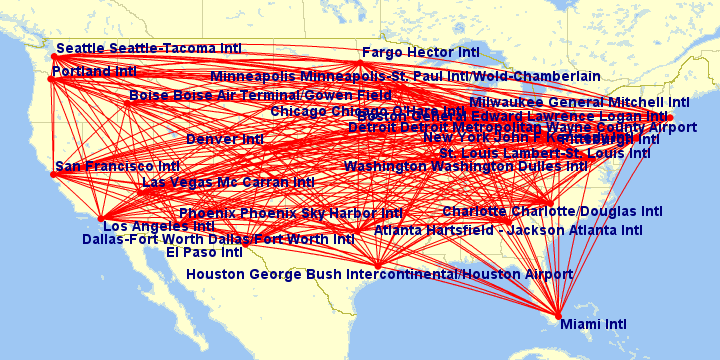 Seattle Seattle-Tacoma Intl
Fargo Hector Intl
Portland Intl
Minneapolis Minneapolis-St. Paul Intl/Wold-Chamberlain
Boise Boise Air Terminal/Gowen Field
Milwaukee General Mitchell Intl
Chicago Chicago O'Hare Intl
Boston General Edward Lawrence Logan Intl
Detroit Detroit Metropolitan Wayne County Airport
Denver Intl
New York John F Kennedy Intl
Intl
St. Louis Lambert-St. Louis Intl
San Francisco Intl
Washington Washington Dulles Intl
Las Vegas Mc Carran Intl
Phoenix Phoenix Sky Harbor Intl
Charlotte Charlotte/Douglas Intl
Los Angeles Intl
Atlanta Hartsfield - Jackson Atlanta Intl
Dallas-Fort Worth Dallas/Fort Worth Intl
El Paso Intl
Houston George Bush Intercontinental/Houston Airport
Miami Intl